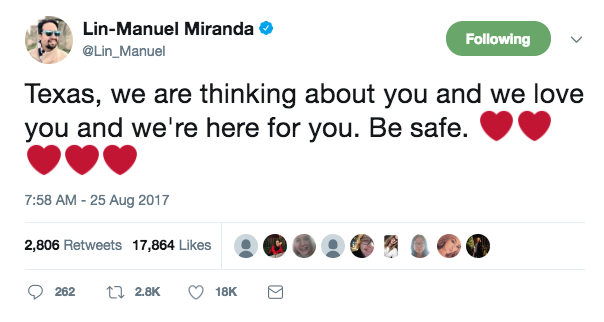 Lin-Manuel Miranda
@Lin_Manuel
Following
Texas, we are thinking about you and we love
you and we're here for you. Be safe. ❤❤
❤❤❤
7:58 AM - 25 Aug 2017
2,806 Retweets 17,864 Likes
262 2.8K 18K